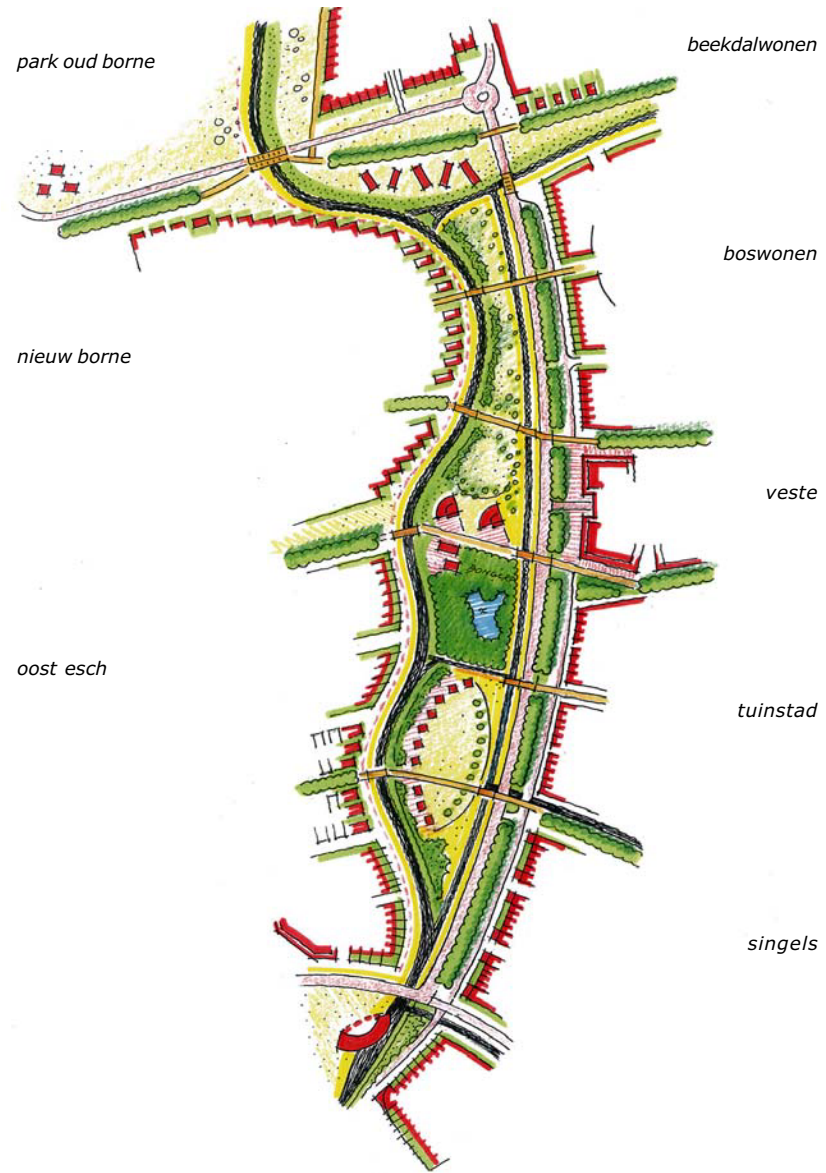 park oud borne
beekdalwonen
boswonen
nieuw borne
veste
oost esch
tuinstad
singels